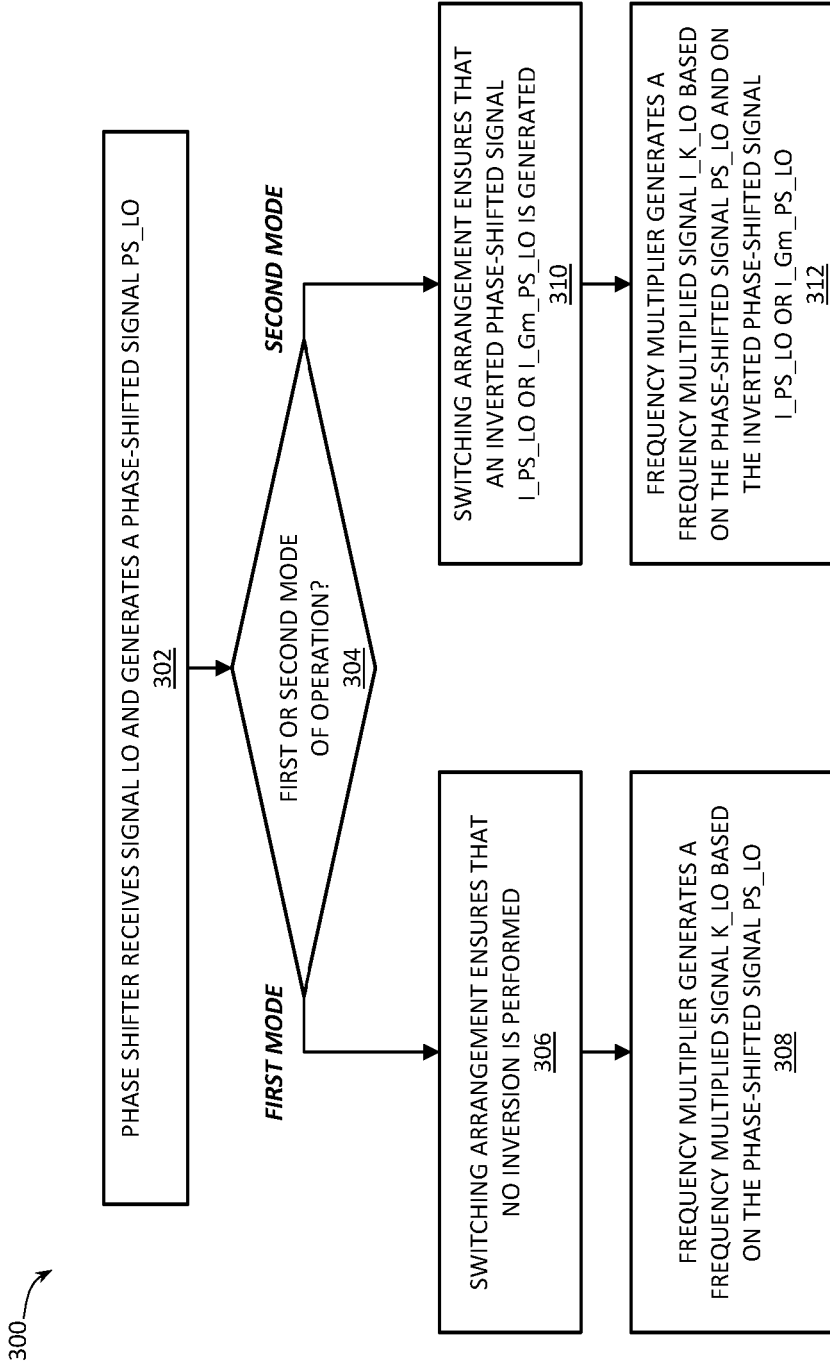 300
PHASE SHIFTER RECEIVES SIGNAL LO AND GENERATES A PHASE-SHIFTED SIGNAL PS_LO
302
FIRST OR SECOND MODE
OF OPERATION?
304
FIRST MODE
SECOND MODE
SWITCHING ARRANGEMENT ENSURES THAT
NO INVERSION IS PERFORMED
306
FREQUENCY MULTIPLIER GENERATES A
FREQUENCY MULTIPLIED SIGNAL K_LO BASED
ON THE PHASE-SHIFTED SIGNAL PS_LO
308
SWITCHING ARRANGEMENT ENSURES THAT
AN INVERTED PHASE-SHIFTED SIGNAL
I_PS_LO OR I_Gm_PS_LO IS GENERATED
310
FREQUENCY MULTIPLIER GENERATES A
FREQUENCY MULTIPLIED SIGNAL I_K_LO BASED
ON THE PHASE-SHIFTED SIGNAL PS_LO AND ON
THE INVERTED PHASE-SHIFTED SIGNAL
I_PS_LO OR I_Gm_PS_LO
312